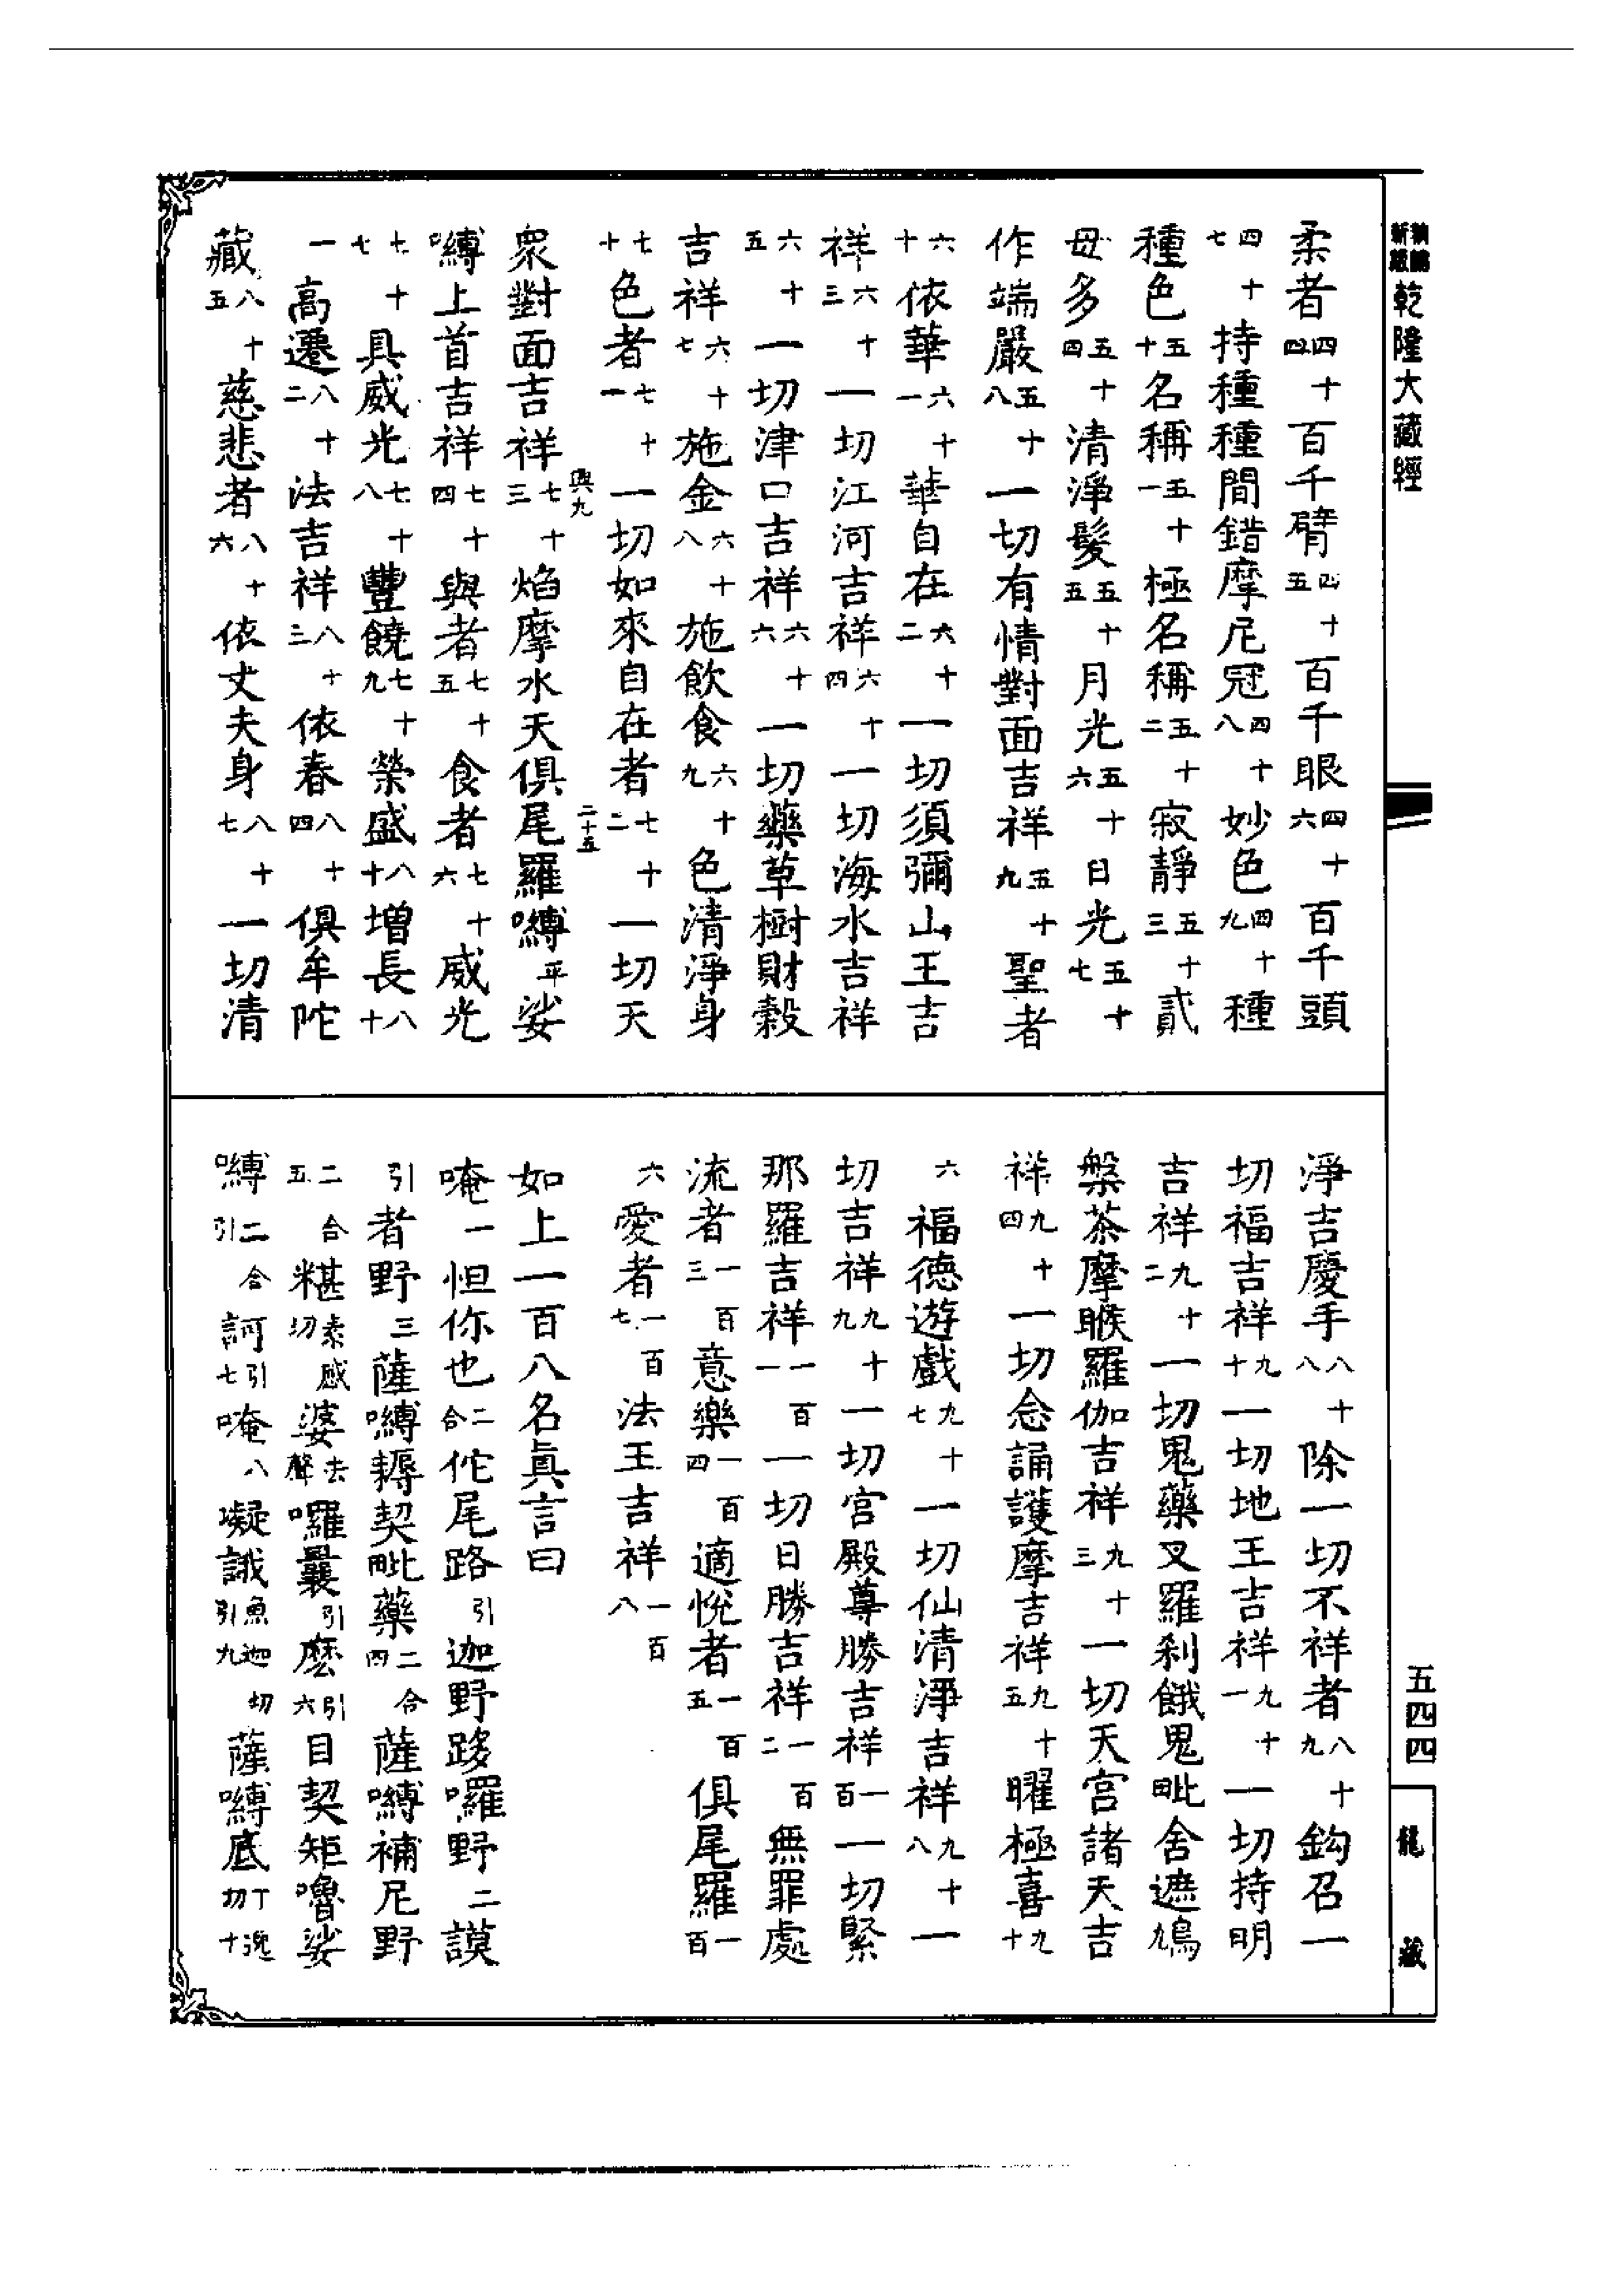 乾隆大藏經
柔者四十四百千臂四十五百千眼四十六百千頭
四十七持種種間錯摩尼冠四十八妙色四十九種
種色五十名稱五十一極名稱五十二寂靜五十三貳
母多五十四清淨髮五十五月光五十六日光五十七
作端嚴五十八一切有情對面吉祥五十九聖者
六十依華六十一華自在六十二一切須彌山王吉
祥六十三一切江河吉祥六十四一切海水吉祥
六十五一切津口吉祥六十六一切藥草樹財穀
吉祥六十七施金六十八施飲食六十九色清淨身
七十色者七十一一切如來自在者七十二一切天
興九 二十五
眾對面吉祥七十三焰摩水天俱尾羅嚩平娑
嚩上首吉祥七十四與者七十五食者七十六威光
七十七具威光七十八豐饒七十九榮盛八十增長八十
一高遷八十二法吉祥八十三依春八十四俱牟陀
藏八十五慈悲者八十六依丈夫身八十七一切清
淨吉慶手八十八除一切不祥者八十九鈎召一
切福吉祥九十一切地王吉祥九十一一切持明
吉祥九十二一切鬼藥叉羅剎餓鬼毗舍遮鳩九
槃茶摩睺羅伽吉祥九十三一切天宮諸天吉
祥九十四一切念誦護摩吉祥九十五曜極喜九十
六福德遊戲九十七一切仙清淨吉祥九十八一
切吉祥九十九一切宮殿尊勝吉祥一百一切緊
那羅吉祥一百一一切日勝吉祥一百二無罪處
流者一百三意樂一百四適悅者一百五俱尾羅一百
六愛者一百七法王吉祥一百八
如上一百八名真言曰
唵一怛你也二合佗尾路引迦野跢囉野二謨
引者野三薩嚩耨契毗藥二合四薩嚩補尼野
二合五糂桼感切婆去聲囉曩引麽引六目契矩嚕娑
嚩二合引訶引七唵八凝誐魚迦切引九薩嚩底丁逸切十
五四四
龍藏